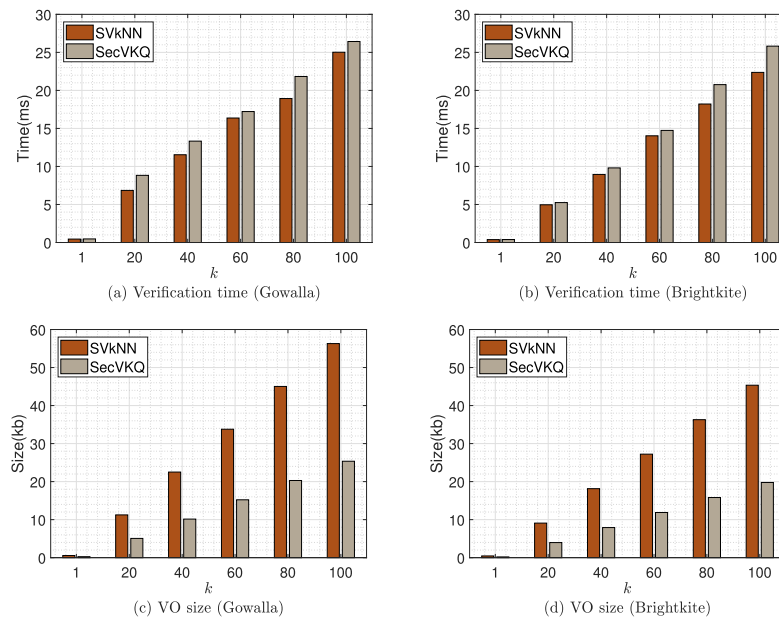 30
25
20
15
10
5
0
Time(ms)
SVkNN
SecVKQ
1 20 40 60 80 100
k
(a) Verification time (Gowalla)
30
25
20
15
10
5
0
Time(ms)
SVkNN
SecVKQ
1 20 40 60 80 100
k
(b) Verification time (Brightkite)
60
50
40
30
20
10
0
Size(kb)
SVkNN
SecVKQ
1 20 40 60 80 100
k
(c) VO size (Gowalla)
60
50
40
30
20
10
0
Size(kb)
SVkNN
SecVKQ
1 20 40 60 80 100
k
(d) VO size (Brightkite)